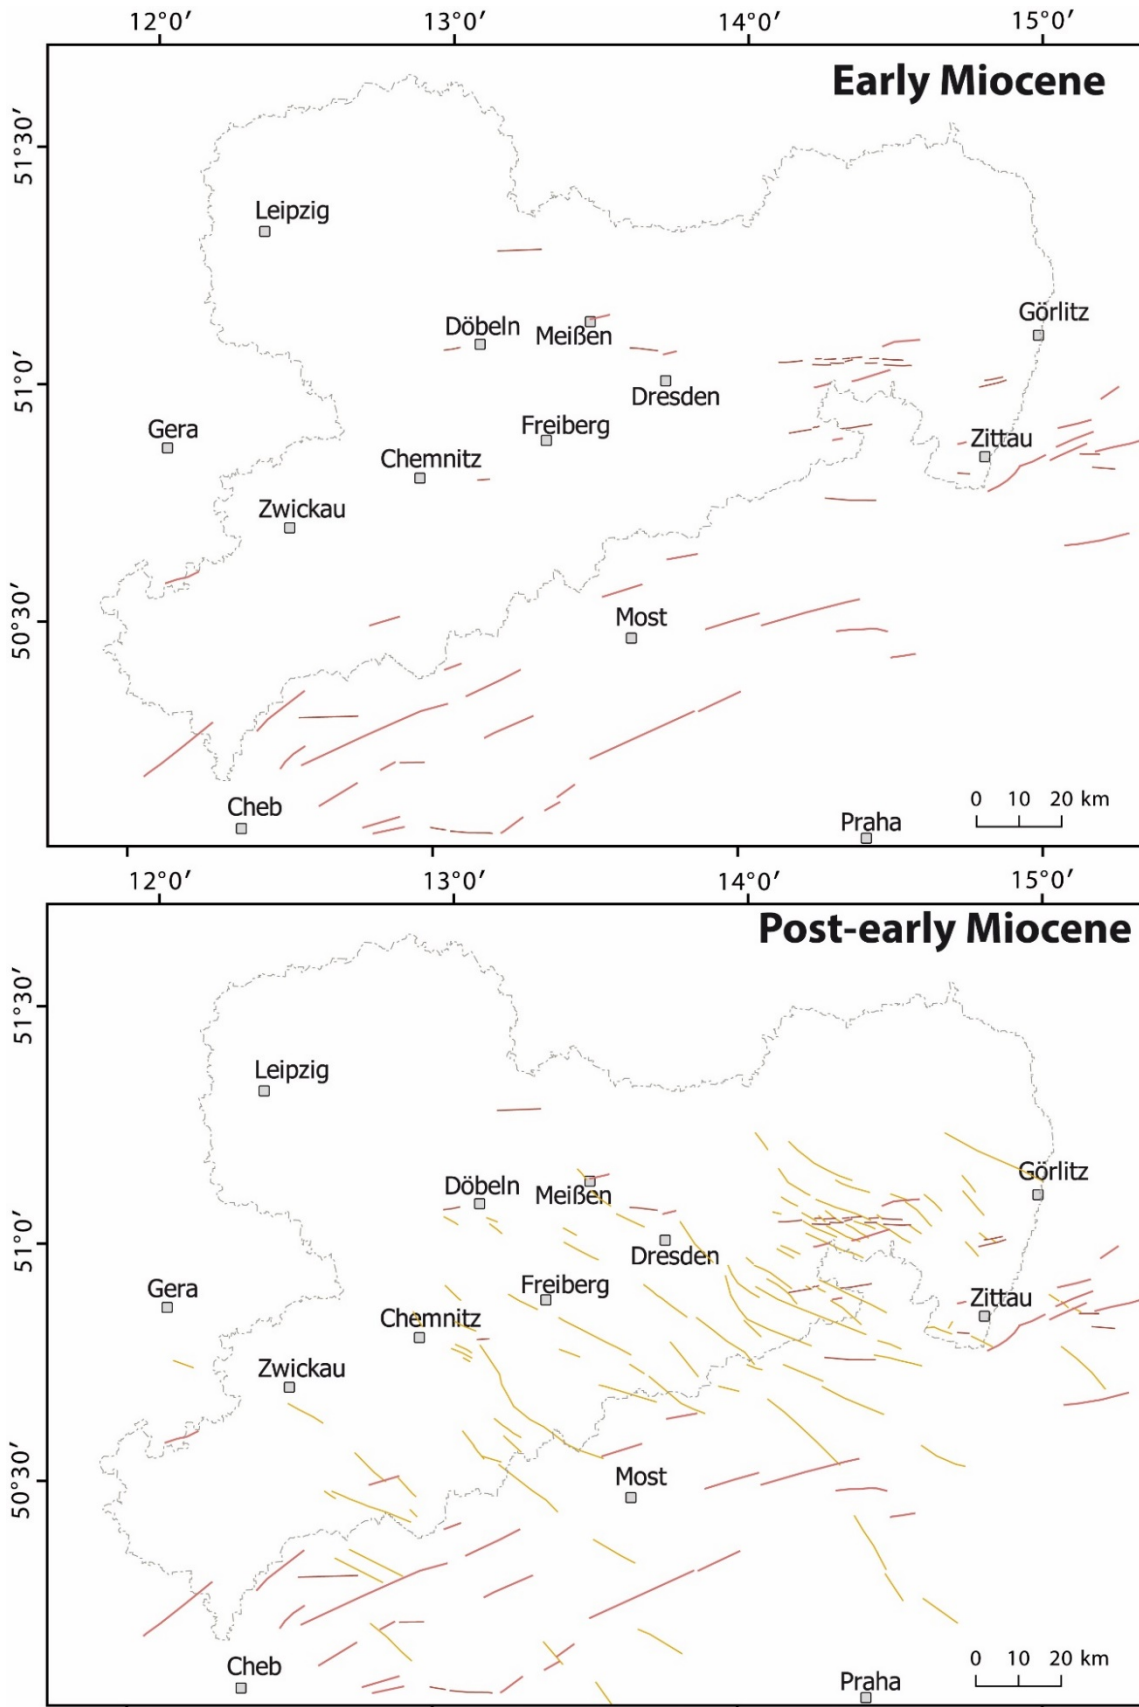 12°0′ 13°0′ 14°0′ 15°0′
Early Miocene
51°30′
Leipzig
Görlitz
Döbeln
Meißen
51°0′
Dresden
Gera
Freiberg
Zittau
Chemnitz
Zwickau
50°30′
Most
Cheb
0 10 20 km
Praha
12°0′ 13°0′ 14°0′ 15°0′
Post-early Miocene
51°30′
Leipzig
Görlitz
Döbeln
Meißen
51°0′
Dresden
Gera
Freiberg
Zittau
Chemnitz
Zwickau
50°30′
Most
Cheb
0 10 20 km
Praha